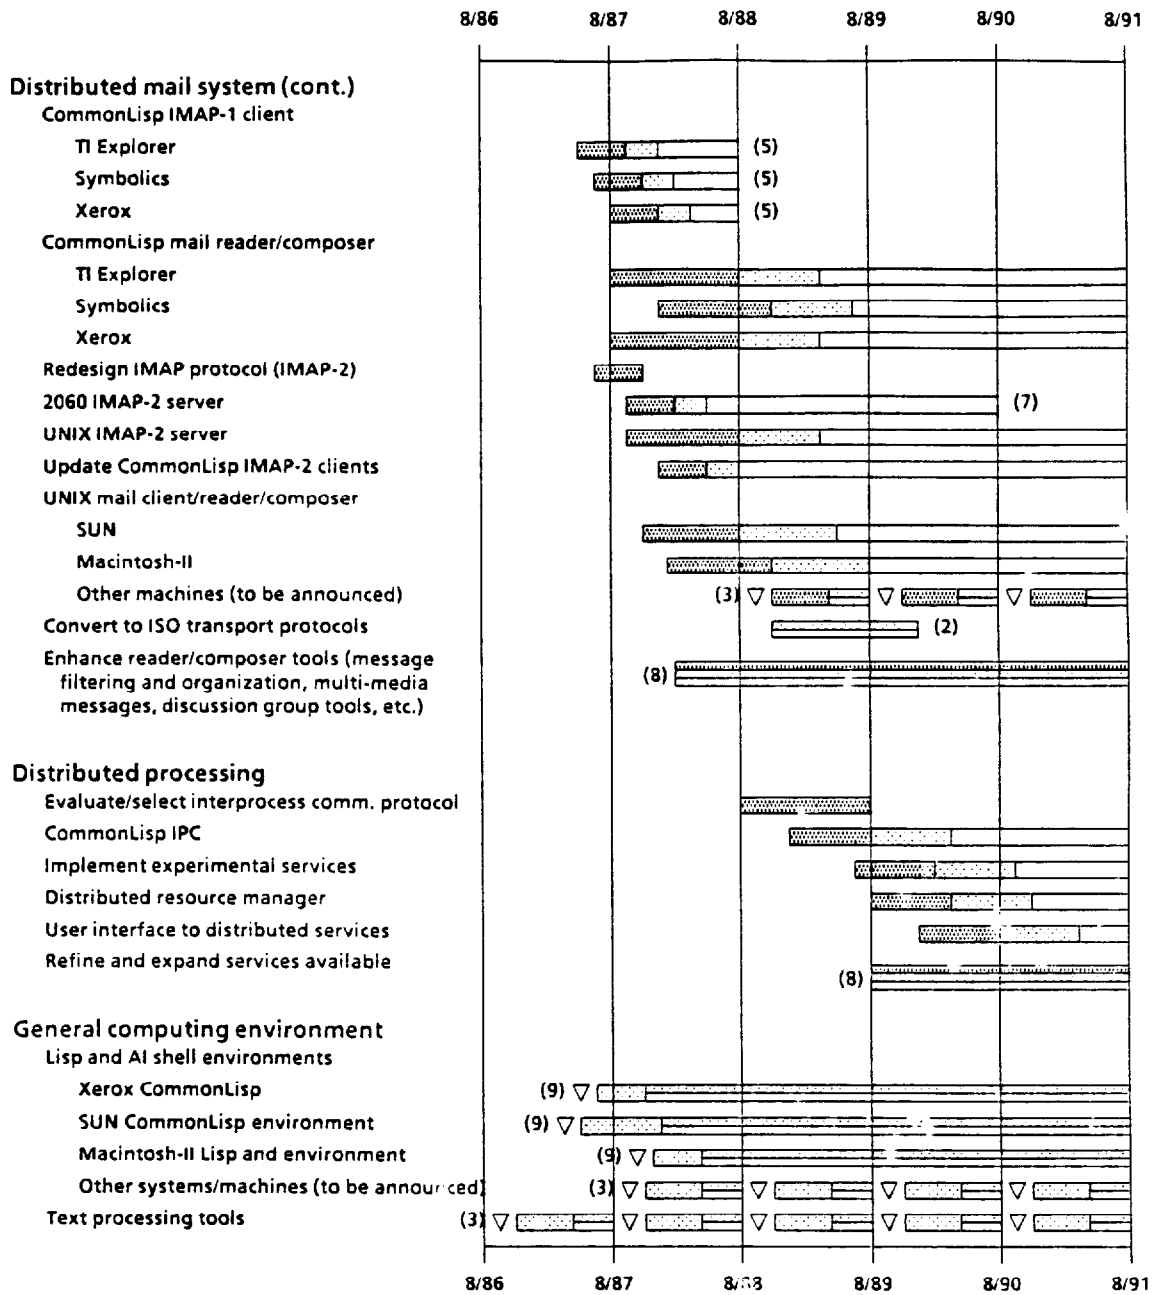 8/86 8/87 8/88 8/89 8/90 8/91
Distributed mail system (cont.)
CommonLisp IMAP-1 client
TI Explorer (5)
Symbolics (5)
Xerox (5)
CommonLisp mail reader/composer
TI Explorer
Symbolics
Xerox
Redesign IMAP protocol (IMAP-2)
2060 IMAP-2 server (7)
UNIX IMAP-2 server
Update CommonLisp IMAP-2 clients
UNIX mail client/reader/composer
SUN
Macintosh-II
Other machines (to be announced) (3)
Convert to ISO transport protocols (2)
Enhance reader/composer tools (message
filtering and organization, multi-media (8)
messages, discussion group tools, etc.)
Distributed processing
Evaluate/select interprocess comm. protocol
CommonLisp IPC
Implement experimental services
Distributed resource manager
User interface to distributed services
Refine and expand services available
(8)
General computing environment
Lisp and AI shell environments
Xerox CommonLisp (9)
SUN CommonLisp environment (9)
Macintosh-II Lisp and environment (9)
Other systems/machines (to be announced) (3)
Text processing tools (3)
8/86 8/87 8/88 8/89 8/90 8/91